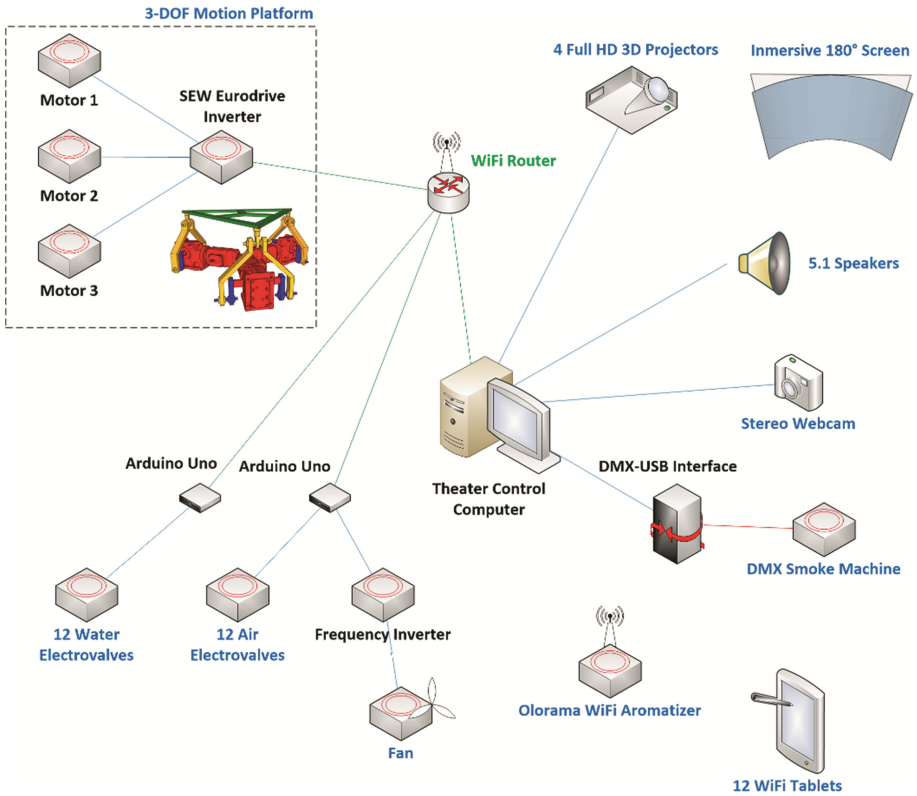 3-DOF Motion Platform
Motor 1
SEW Eurodrive
Inverter
Motor 2
Motor 3
WiFi Router
4 Full HD 3D Projectors
Inmersive 180° Screen
5.1 Speakers
Stereo Webcam
Theater Control
Computer
DMX-USB Interface
DMX Smoke Machine
Arduino Uno
Arduino Uno
12 Water
Electrovalves
12 Air
Electrovalves
Frequency Inverter
Fan
Olorama WiFi Aromatizer
12 WiFi Tablets